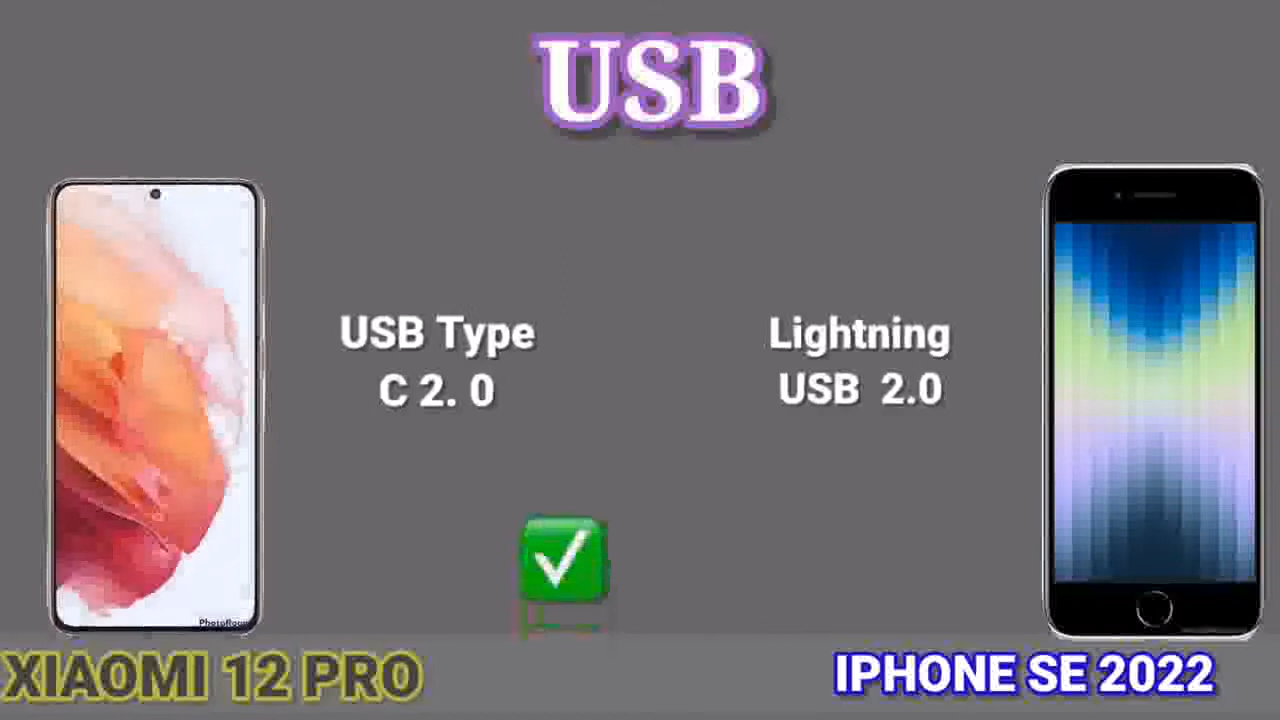 USB
USB Type
C 2. 0
Lightning
USB 2.0
XIAOMI 12 PRO
IPHONE SE 2022